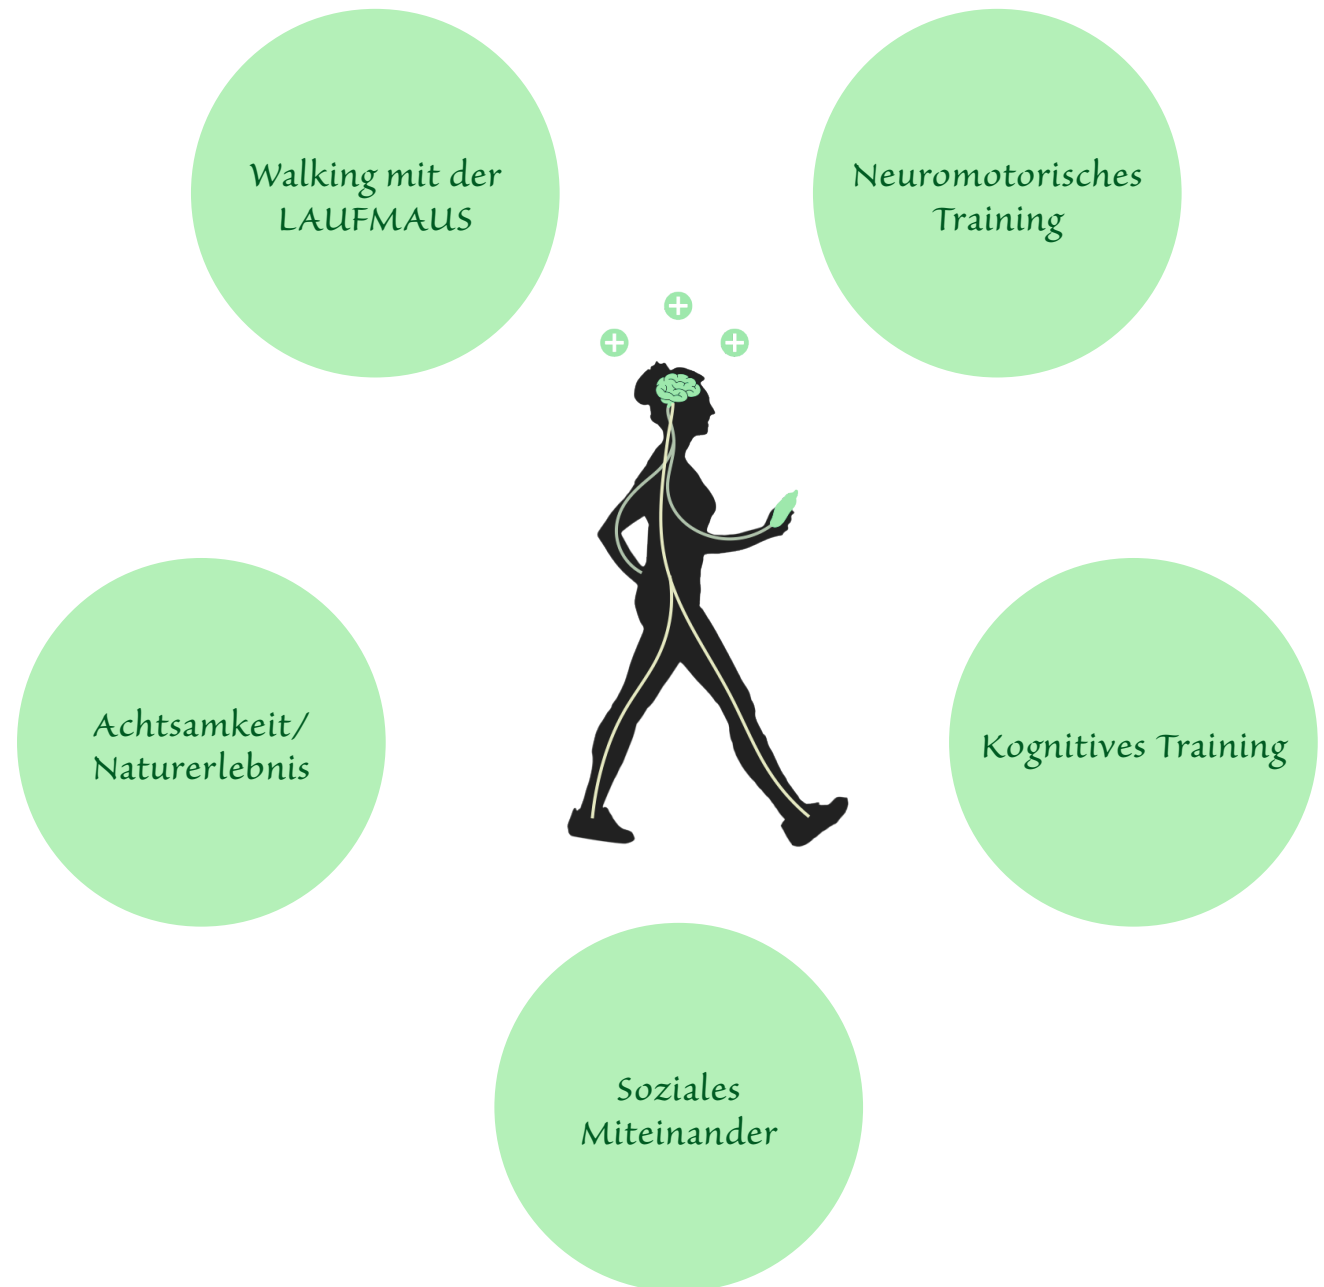 Walking mit der
LAUFMAUS
Neuromotorisches
Training
Achtsamkeit/
Naturerlebnis
Kognitives Training
Soziales
Miteinander